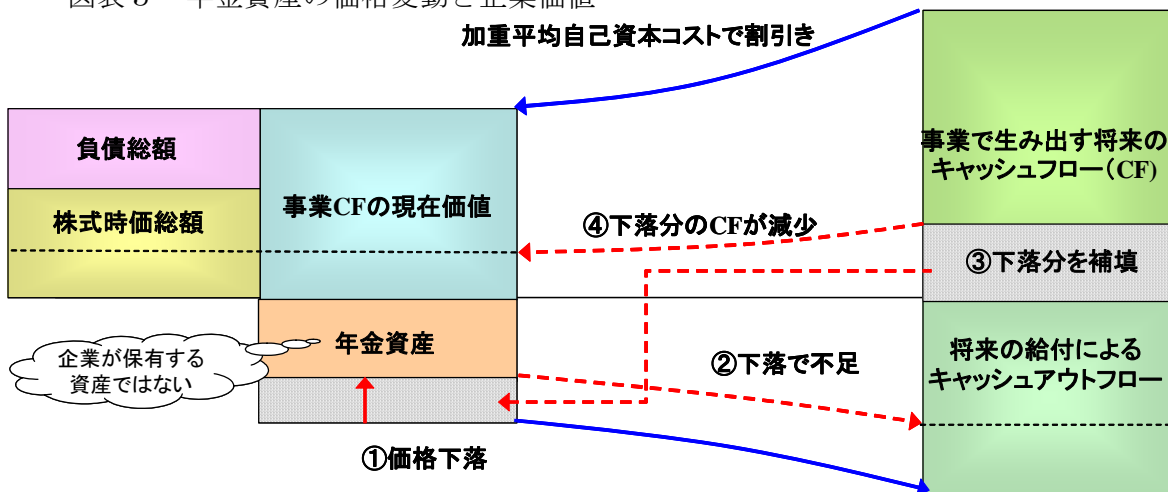 加重平均自己資本コストで割引き
負債総額
株式時価総額
事業CFの現在価値
事業で生み出す将来の
キャッシュフロー(CF)
④下落分のCFが減少
③下落分を補填
年金資産
企業が保有する
資産ではない
②下落で不足
将来の給付による
キャッシュアウトフロー
①価格下落